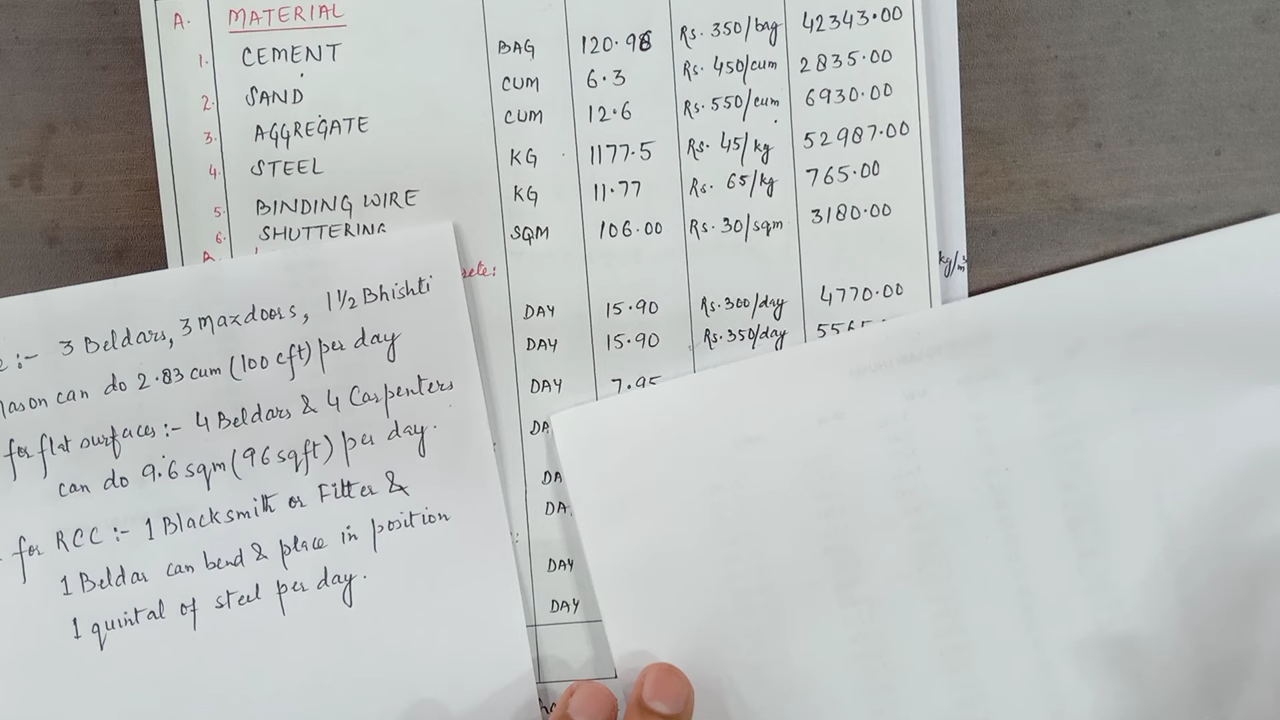 A. MATERIAL
1. CEMENT BAG 120.98 Rs. 350/bag 42343.00
2. SAND CUM 6.3 Rs. 450/cum 2835.00
3. AGGREGATE CUM 12.6 Rs. 550/cum 6930.00
4. STEEL KG 1177.5 Rs. 45/kg 52987.00
5. BINDING WIRE KG 11.77 Rs. 65/kg 765.00
6. SHUTTERING SQM 106.00 Rs. 30/sqm 3180.00
kg/m³
DAY 15.90 Rs. 300/day 4770.00
DAY 15.90 Rs. 350/day
DAY 7.95
DAY
DAY
:- 3 Beldars, 3 mazdoors, 1 1/2 Bhishti
can do 2.83 cum (100 cft) per day
for flat surfaces :- 4 Beldars & 4 Carpenters
can do 9.6 sqm (96 sqft) per day.
for RCC :- 1 Blacksmith or Fitter &
1 Beldar can bend & place in position
1 quintal of steel per day.